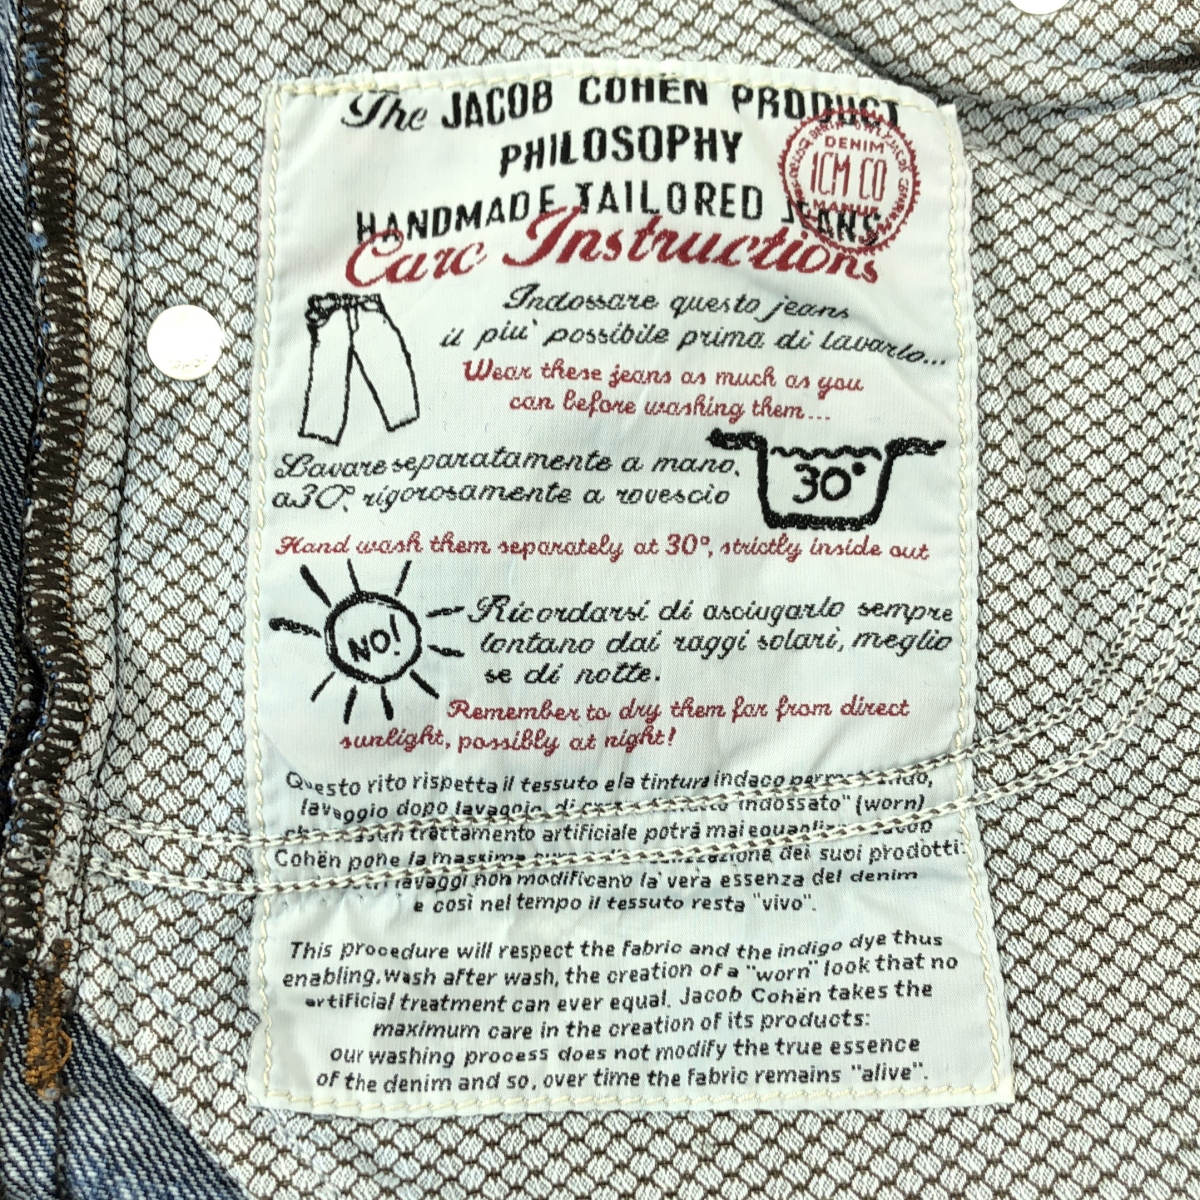 The JACOB COHËN PRODUCT
PHILOSOPHY
HANDMADE TAILORED JEANS
DENIM
JCM CO
Care Instructions
Indossare questo jeans
il piu' possibile prima di lavarlo...
Wear these jeans as much as you
can before washing them...
Lavare separatamente a mano,
a 30°, rigorosamente a rovescio
30°
Hand wash them separately at 30°, strictly inside out
NO!
Ricordarsi di asciugarlo sempre
lontano dai raggi solari, meglio
se di notte.
Remember to dry them far from direct
sunlight, possibly at night!
Questo rito rispetta il tessuto e la tintura indaco
lavaggio dopo lavaggio, di indossato" (worn)
trattamento artificiale potrà mai
Cohën pone la massima dei suoi prodotti:
lavaggi non modificano la vera essenza del denim
e così nel tempo il tessuto resta "vivo".
This procedure will respect the fabric and the indigo dye thus
enabling, wash after wash, the creation of a "worn" look that no
artificial treatment can ever equal. Jacob Cohën takes the
maximum care in the creation of its products:
our washing process does not modify the true essence
of the denim and so, over time the fabric remains "alive".